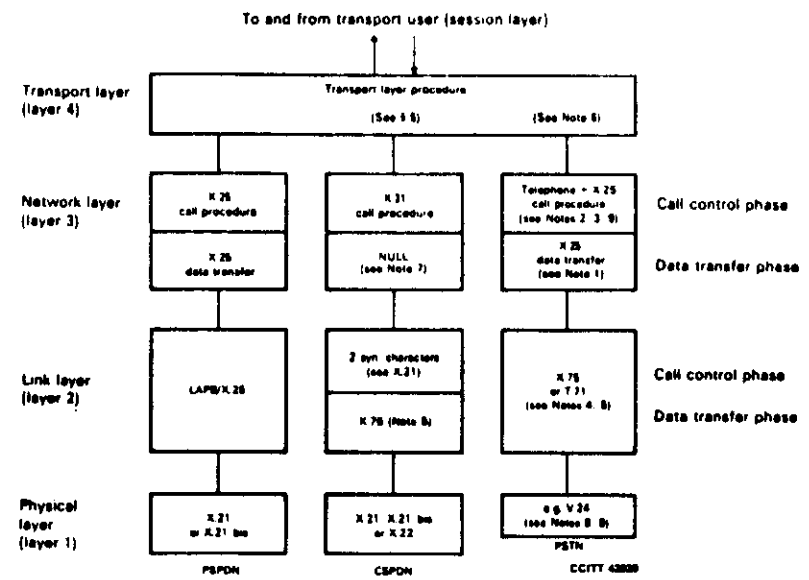 To and from transport user (session layer)
Transport layer
(layer 4)
Transport layer procedure
(See § 5)
(See Note 6)
Network layer
(layer 3)
X.25
call procedure
X.25
data transfer
X.21
call procedure
NULL
(see Note 7)
Telephone + X.25
call procedure
(see Notes 2, 3, 9)
X.25
data transfer
(see Note 1)
Call control phase
Data transfer phase
Link layer
(layer 2)
LAPB/X.25
2 syn. characters
(see X.21)
X.75 (Note 5)
X.75
or T.71
(see Notes 4, 5)
Call control phase
Data transfer phase
Physical
layer
(layer 1)
X.21
or X.21 bis
X.21 X.21 bis
or X.22
e.g. V.24
(see Notes 8, 9)
PSPDN
CSPDN
PSTN
CCITT